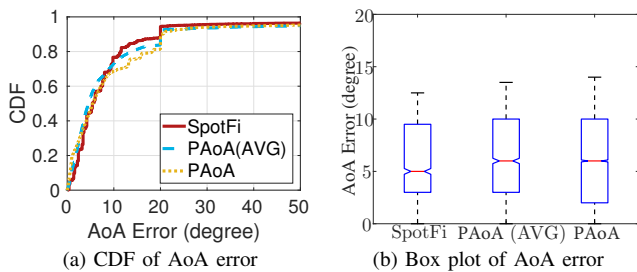 1
0.8
0.6
0.4
0.2
0
CDF
SpotFi
PAoA(AVG)
PAoA
0 10 20 30 40 50
AoA Error (degree)
(a) CDF of AoA error
20
15
10
5
0
AoA Error (degree)
SpotFi PAoA (AVG) PAoA
(b) Box plot of AoA error